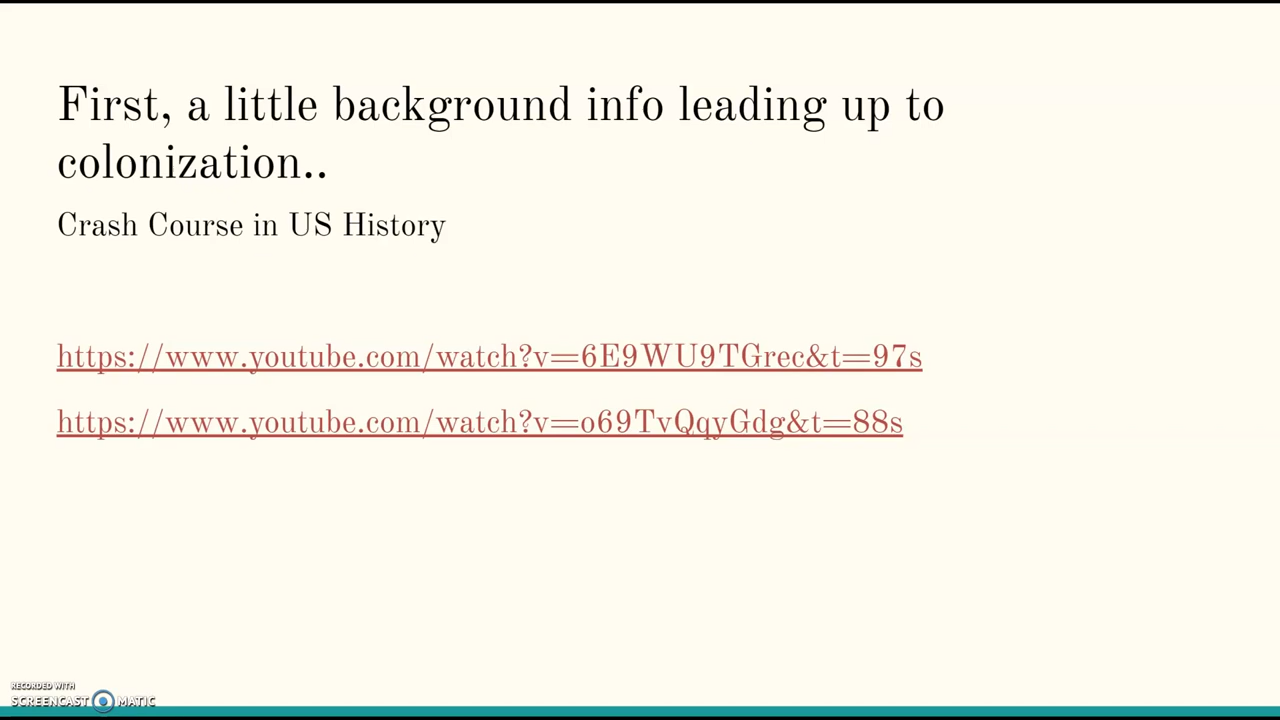 First, a little background info leading up to
colonization..
Crash Course in US History
https://www.youtube.com/watch?v=6E9WU9TGrec&t=97s
https://www.youtube.com/watch?v=o69TvQqyGdg&t=88s
RECORDED WITH
SCREENCAST MATIC